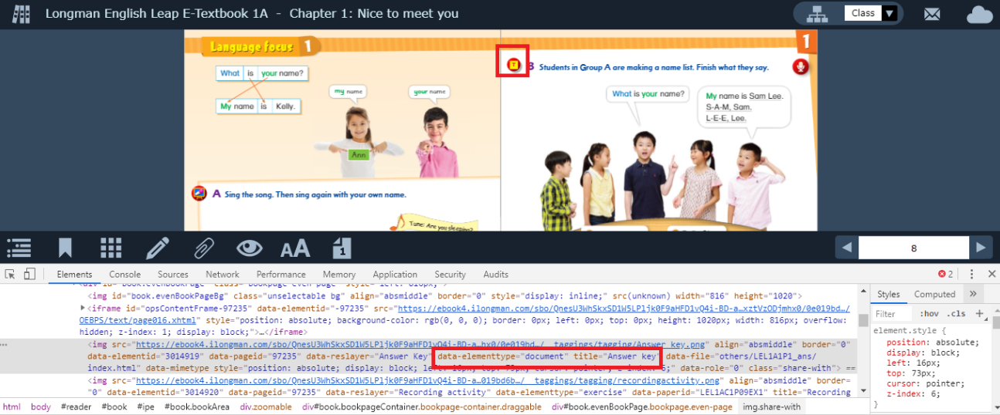 Longman English Leap E-Textbook 1A - Chapter 1: Nice to meet you
Class
Language focus 1
What is your name?
My name is Kelly.
my name
your name
Ann
A Sing the song. Then sing again with your own name.
Tune: Are you sleeping?
1
T
B Students in Group A are making a name list. Finish what they say.
What is your name?
My name is Sam Lee.
S-A-M, Sam.
L-E-E, Lee.
AA
1
8
Elements Console Sources Network Performance Memory Application Security Audits
2
<img id="book.evenBookPageBg" class="unselectable bg" align="absmiddle" border="0" style="display: inline;" src(unknown) width="816" height="1020">
<iframe id="opsContentFrame-97235" data-elementid="-97235" src="https://ebook4.ilongman.com/sbo/QnesU3WhSkxSD1W5LPljk0F9aHFD1vQ4i-BD-a…xztVzODjmhx0/0e019bd…/
OEBPS/text/page016.xhtml" style="position: absolute; background-color: rgb(0, 0, 0); border: 0px; left: 0px; top: 0px; height: 1020px; width: 816px; overflow:
hidden; z-index: 1; display: block;">…</iframe>
<img src="https://ebook4.ilongman.com/sbo/QnesU3WhSkxSD1W5LPljk0F9aHFD1vQ4i-BD-a…hx0/0e019bd…/__taggings/tagging/Answer key.png" align="absmiddle" border="0"
data-elementid="3014919" data-pageid="97235" data-reslayer="Answer Key" data-elementtype="document" title="Answer key" data-file="others/LEL1A1P1_ans/
index.html" data-mimetype style="position: absolute; display: block; left: 16px; top: 73px; cursor: pointer; z-index: 6;" data-role="0" class="share-with"> ==
<img src="https://ebook4.ilongman.com/sbo/QnesU3WhSkxSD1W5LPljk0F9aHFD1vQ4i-BD-a…019bd6b…/__taggings/tagging/recordingactivity.png" align="absmiddle" border=
"0" data-elementid="3014920" data-pageid="97235" data-reslayer="Recording activity" data-elementtype="exercise" data-paperid="LEL1AC1P09EX1" title="Recording
html body #reader #book #ipe #book.bookArea div.zoomable div#book.bookpageContainer.bookpage-container.draggable div#book.evenBookPage.bookpage.even-page img.share-with
Styles Computed »
Filter :hov .cls +
element.style {
position: absolute;
display: block;
left: 16px;
top: 73px;
cursor: pointer;
z-index: 6;
}